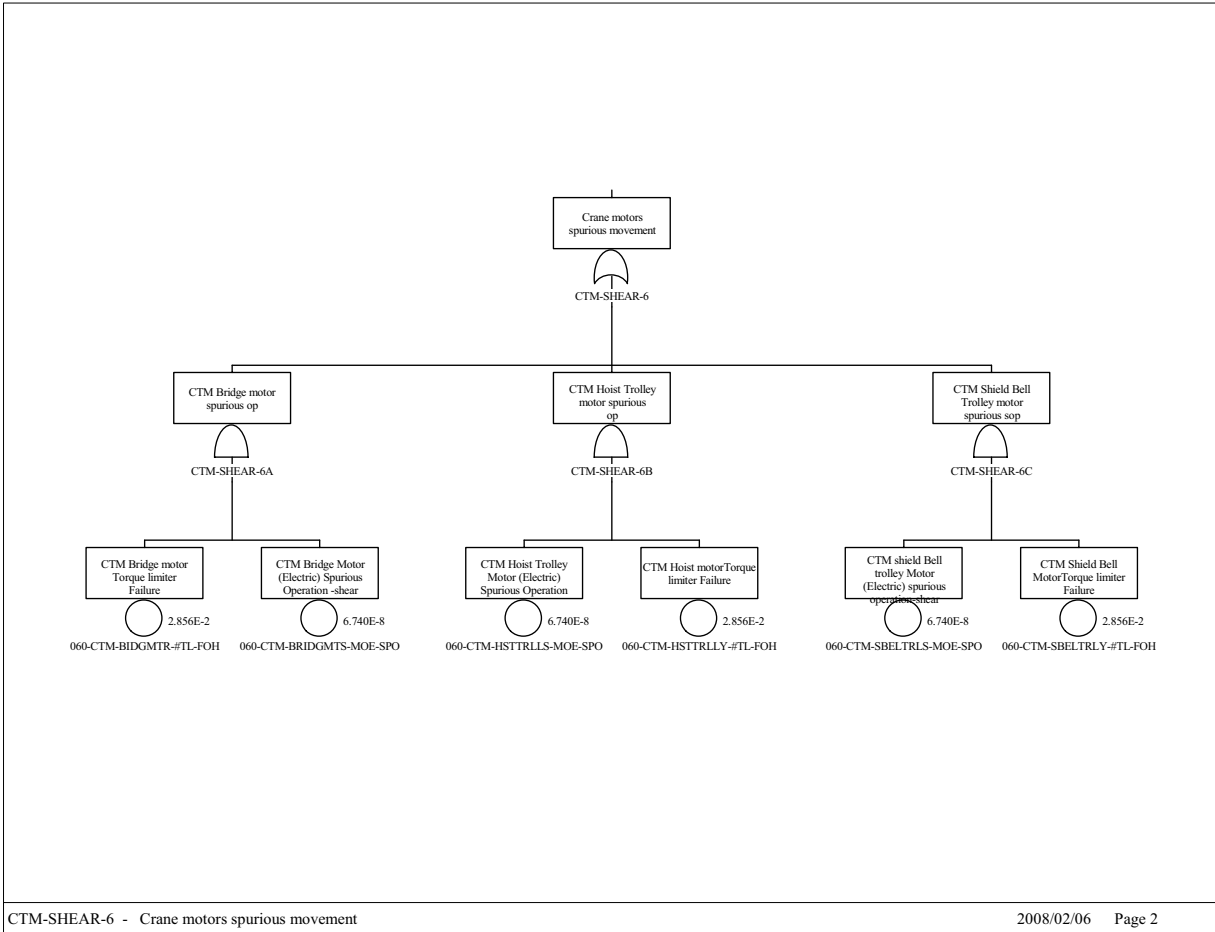 Crane motors
spurious movement
CTM-SHEAR-6
CTM Bridge motor
spurious op
CTM-SHEAR-6A
CTM Hoist Trolley
motor spurious
op
CTM-SHEAR-6B
CTM Shield Bell
Trolley motor
spurious sop
CTM-SHEAR-6C
CTM Bridge motor
Torque limiter
Failure
2.856E-2
060-CTM-BIDGMTR-#TL-FOH
CTM Bridge Motor
(Electric) Spurious
Operation -shear
6.740E-8
060-CTM-BRIDGMTS-MOE-SPO
CTM Hoist Trolley
Motor (Electric)
Spurious Operation
6.740E-8
060-CTM-HSTTRLLS-MOE-SPO
CTM Hoist motorTorque
limiter Failure
2.856E-2
060-CTM-HSTTRLLY-#TL-FOH
CTM shield Bell
trolley Motor
(Electric) spurious
operation-shear
6.740E-8
060-CTM-SBELTRLS-MOE-SPO
CTM Shield Bell
MotorTorque limiter
Failure
2.856E-2
060-CTM-SBELTRLY-#TL-FOH
CTM-SHEAR-6 - Crane motors spurious movement
2008/02/06 Page 2